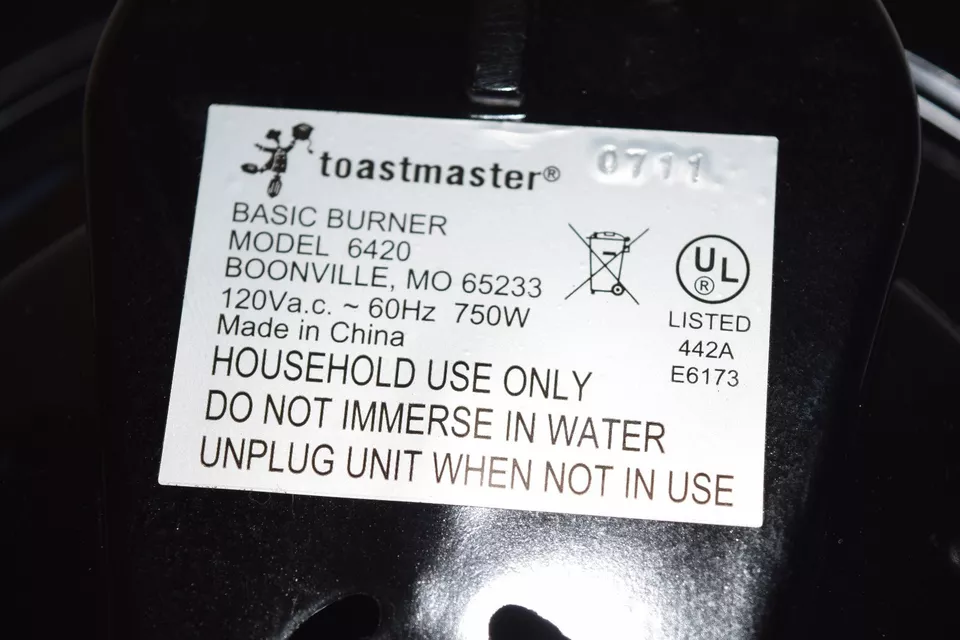 toastmaster® 0711
BASIC BURNER
MODEL 6420
BOONVILLE, MO 65233
120Va.c. ~ 60Hz 750W
Made in China
HOUSEHOLD USE ONLY
DO NOT IMMERSE IN WATER
UNPLUG UNIT WHEN NOT IN USE
UL®
LISTED
442A
E6173